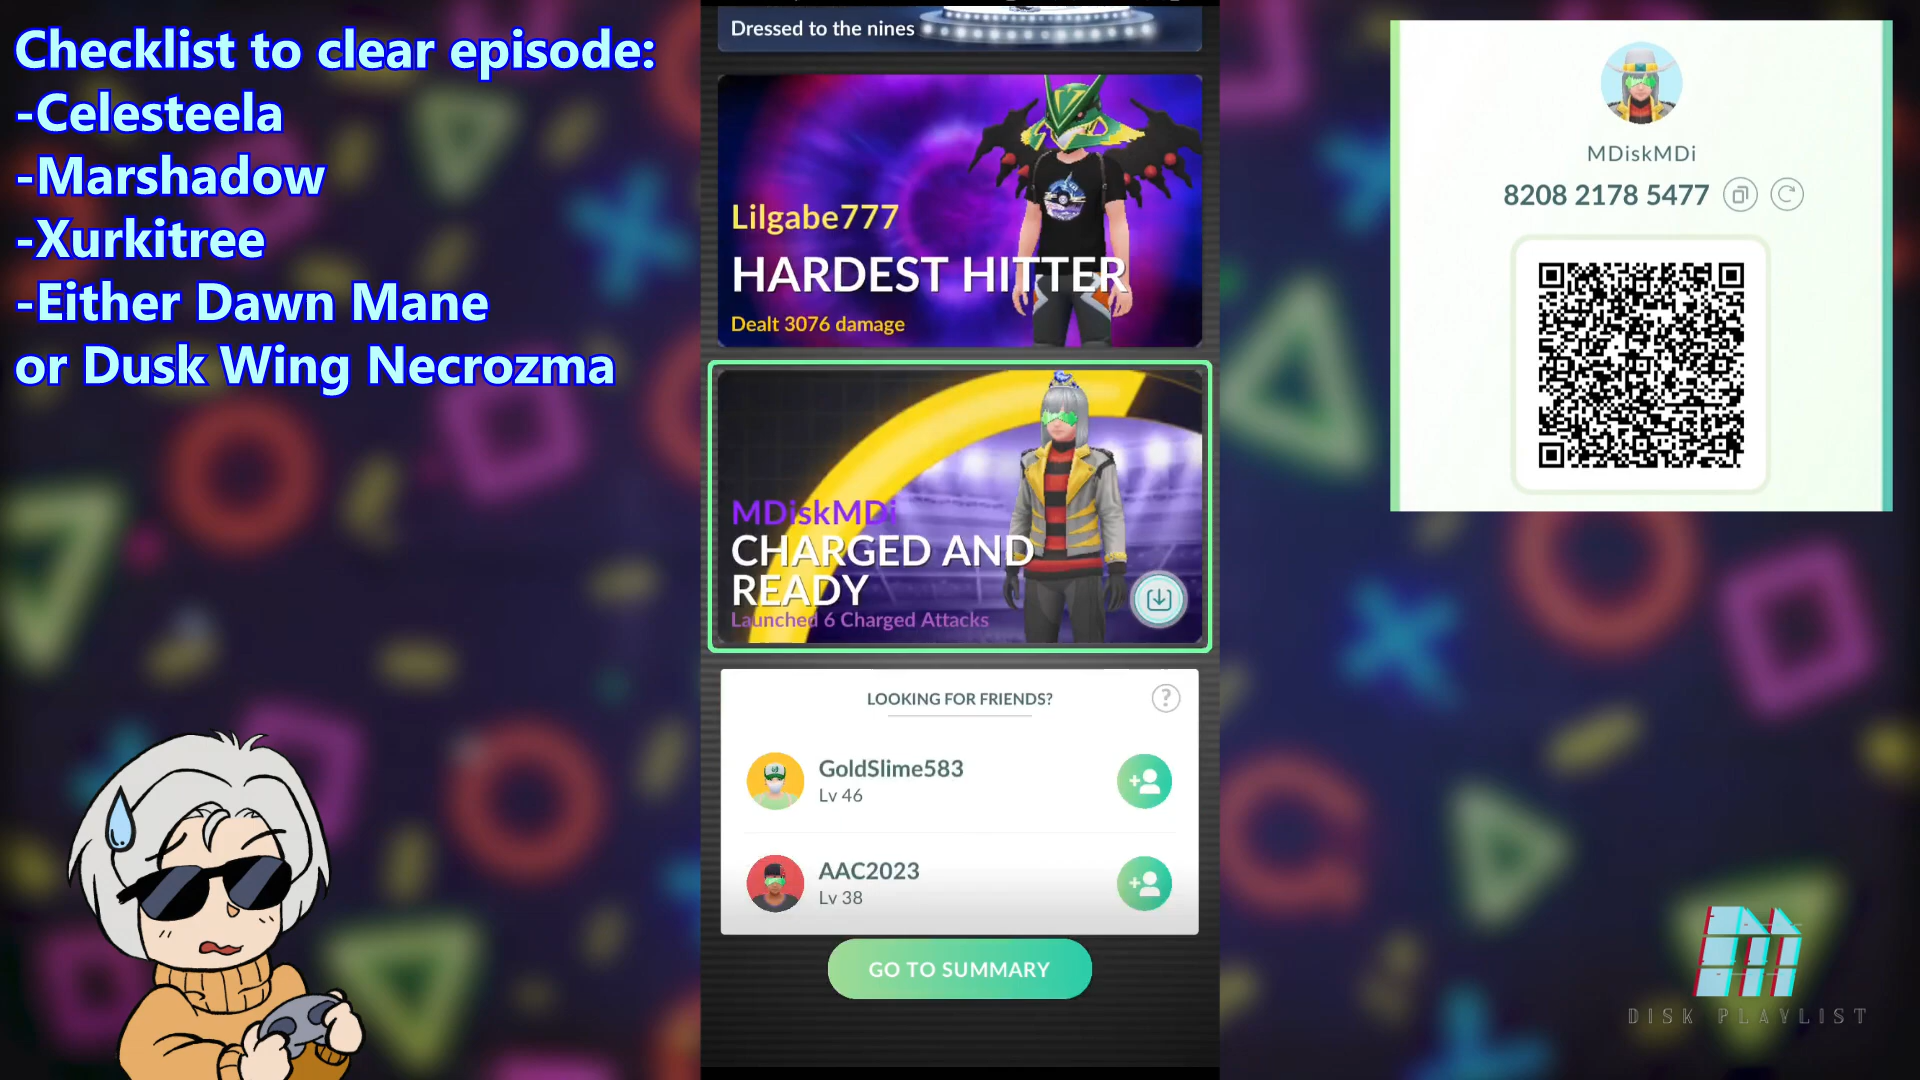 Checklist to clear episode:
-Celesteela
-Marshadow
-Xurkitree
-Either Dawn Mane
or Dusk Wing Necrozma
Dressed to the nines
Lilgabe777
HARDEST HITTER
Dealt 3076 damage
MDiskMDi
CHARGED AND
READY
Launched 6 Charged Attacks
LOOKING FOR FRIENDS?
?
GoldSlime583
Lv 46
AAC2023
Lv 38
GO TO SUMMARY
MDiskMDi
8208 2178 5477
DISK PLAYLIST